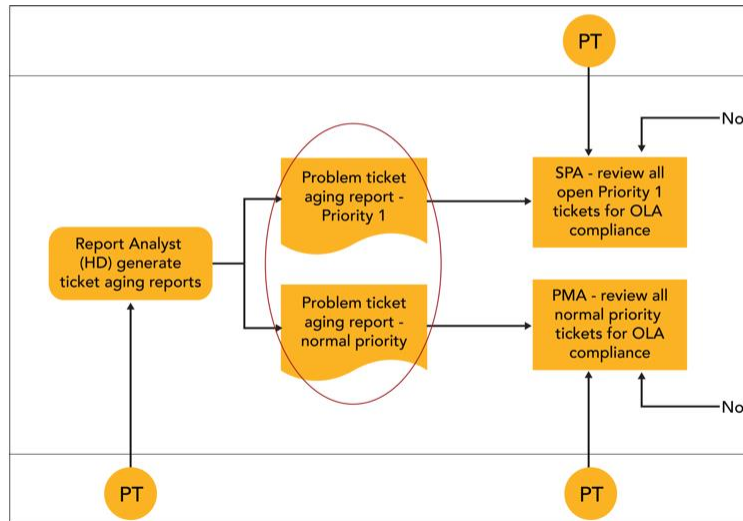 PT
No
Problem ticket
aging report -
Priority 1
SPA - review all
open Priority 1
tickets for OLA
compliance
Report Analyst
(HD) generate
ticket aging reports
Problem ticket
aging report -
normal priority
PMA - review all
normal priority
tickets for OLA
compliance
No
PT
PT